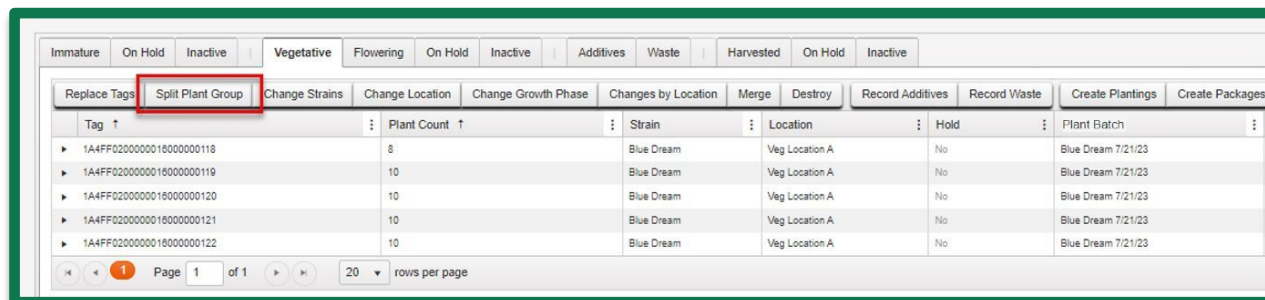 Immature On Hold Inactive | Vegetative Flowering On Hold Inactive | Additives Waste | Harvested On Hold Inactive
Replace Tags Split Plant Group Change Strains Change Location Change Growth Phase Changes by Location Merge Destroy Record Additives Record Waste Create Plantings Create Packages
Tag ↑ Plant Count ↑ Strain Location Hold Plant Batch
1A4FF0200000016000000118 8 Blue Dream Veg Location A No Blue Dream 7/21/23
1A4FF0200000016000000119 10 Blue Dream Veg Location A No Blue Dream 7/21/23
1A4FF0200000016000000120 10 Blue Dream Veg Location A No Blue Dream 7/21/23
1A4FF0200000016000000121 10 Blue Dream Veg Location A No Blue Dream 7/21/23
1A4FF0200000016000000122 10 Blue Dream Veg Location A No Blue Dream 7/21/23
1 Page 1 of 1 20 rows per page